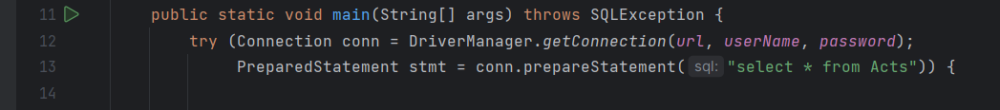 11 public static void main(String[] args) throws SQLException {
12 try (Connection conn = DriverManager.getConnection(url, userName, password);
13 PreparedStatement stmt = conn.prepareStatement( sql: "select * from Acts")) {
14